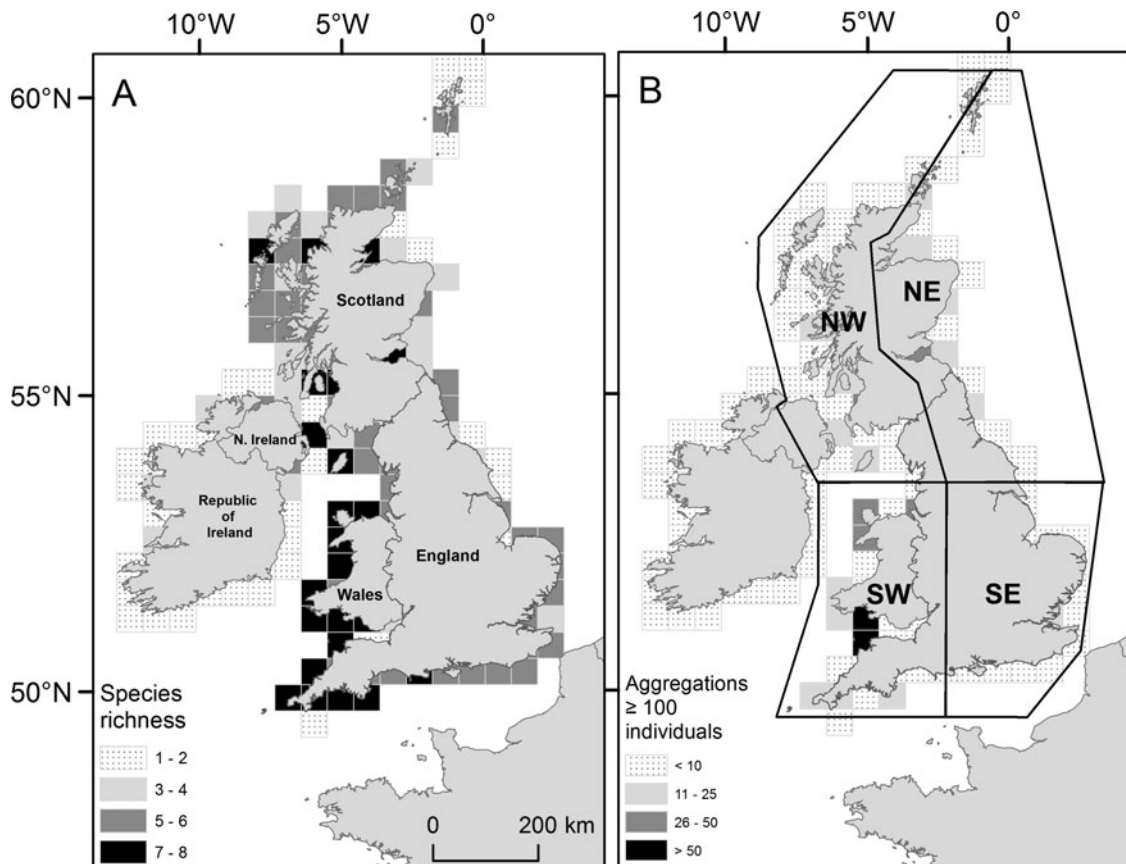 10°W 5°W 0°
10°W 5°W 0°
60°N
A
B
Scotland
NE
NW
55°N
N. Ireland
Republic
of
Ireland
England
Wales
SW
SE
50°N
Species
richness
1 - 2
3 - 4
5 - 6
7 - 8
0 200 km
Aggregations
≥ 100
individuals
< 10
11 - 25
26 - 50
> 50